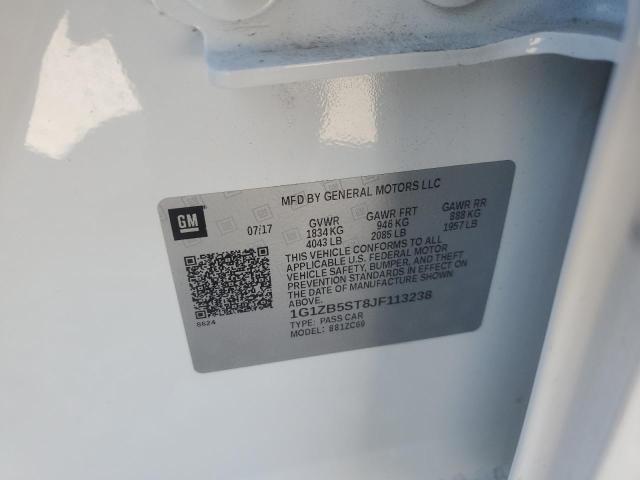 MFD BY GENERAL MOTORS LLC
GM
07/17
GVWR GAWR FRT GAWR RR
1834 KG 946 KG 888 KG
4043 LB 2085 LB 1957 LB
THIS VEHICLE CONFORMS TO ALL
APPLICABLE U.S. FEDERAL MOTOR
VEHICLE SAFETY, BUMPER, AND THEFT
PREVENTION STANDARDS IN EFFECT ON
THE DATE OF MANUFACTURE SHOWN ABOVE.
1G1ZB5ST8JF113238
TYPE: PASS CAR
MODEL: 881ZC69
8624